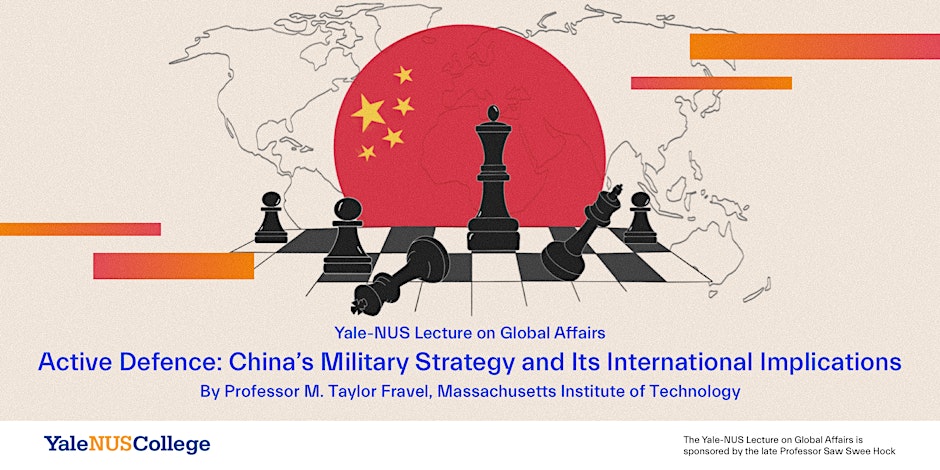 Yale-NUS Lecture on Global Affairs
Active Defence: China’s Military Strategy and Its International Implications
By Professor M. Taylor Fravel, Massachusetts Institute of Technology
YaleNUSCollege
The Yale-NUS Lecture on Global Affairs is
sponsored by the late Professor Saw Swee Hock